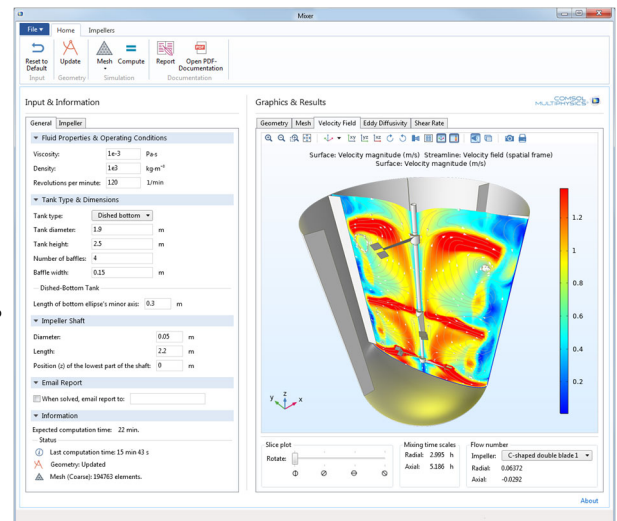 Mixer
File ▾ Home Impellers
Reset to Default
Update
Mesh
Compute
Report
Open PDF-Documentation
Input Geometry Simulation Documentation
Input & Information
General Impeller
Fluid Properties & Operating Conditions
Viscosity: 1e-3 Pa·s
Density: 1e3 kg·m⁻³
Revolutions per minute: 120 1/min
Tank Type & Dimensions
Tank type: Dished bottom
Tank diameter: 1.9 m
Tank height: 2.5 m
Number of baffles: 4
Baffle width: 0.15 m
Dished-Bottom Tank
Length of bottom ellipse's minor axis: 0.3 m
Impeller Shaft
Diameter: 0.05 m
Length: 2.2 m
Position (z) of the lowest part of the shaft: 0 m
Email Report
When solved, email report to:
Information
Expected computation time: 22 min.
Status
Last computation time: 15 min 43 s
Geometry: Updated
Mesh (Coarse): 194763 elements.
Graphics & Results
COMSOL
MULTIPHYSICS
Geometry Mesh Velocity Field Eddy Diffusivity Shear Rate
Surface: Velocity magnitude (m/s) Streamline: Velocity field (spatial frame)
Surface: Velocity magnitude (m/s)
1.2
1
0.8
0.6
0.4
0.2
y z x
Slice plot
Rotate:
Mixing time scales
Radial: 2.995 h
Axial: 5.186 h
Flow number
Impeller: C-shaped double blade 1
Radial: 0.06372
Axial: -0.0292
About